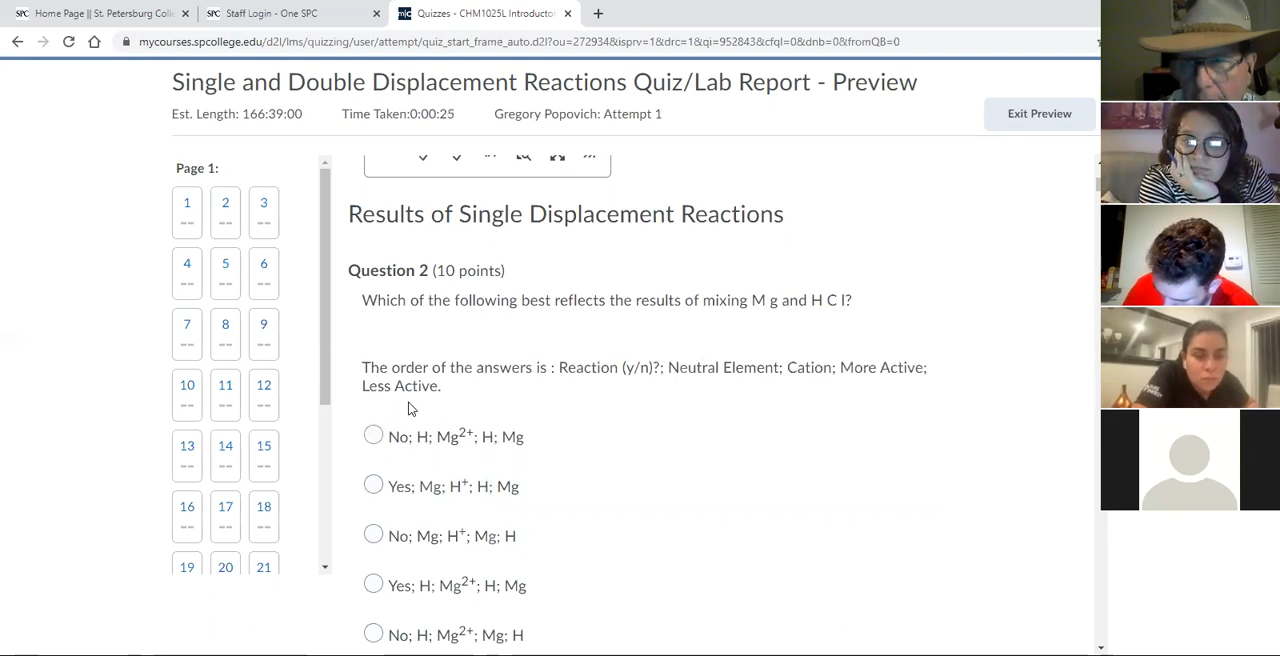 Home Page || St. Petersburg Colle
Staff Login - One SPC
Quizzes - CHM1025L Introductor
mycourses.spcollege.edu/d2l/lms/quizzing/user/attempt/quiz_start_frame_auto.d2l?ou=272934&isprv=1&drc=1&qi=952843&cfql=0&dnb=0&fromQB=0
Single and Double Displacement Reactions Quiz/Lab Report - Preview
Est. Length: 166:39:00 Time Taken:0:00:25 Gregory Popovich: Attempt 1
Exit Preview
Page 1:
1 2 3
-- -- --
4 5 6
-- -- --
7 8 9
-- -- --
10 11 12
-- -- --
13 14 15
-- -- --
16 17 18
-- -- --
19 20 21
Results of Single Displacement Reactions
Question 2 (10 points)
Which of the following best reflects the results of mixing M g and H C l?
The order of the answers is : Reaction (y/n)?; Neutral Element; Cation; More Active;
Less Active.
No; H; Mg²⁺; H; Mg
Yes; Mg; H⁺; H; Mg
No; Mg; H⁺; Mg; H
Yes; H; Mg²⁺; H; Mg
No; H; Mg²⁺; Mg; H